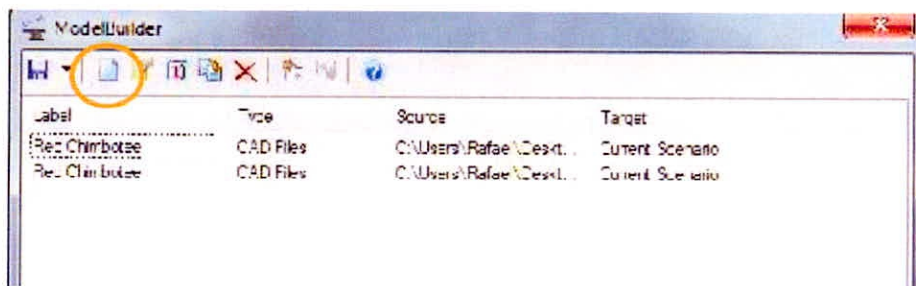 ModelBuilder
Label Type Source Target
Red Chimbotee CAD Files C:\Users\Rafael\Deskt... Current Scenario
Red Chimbotee CAD Files C:\Users\Rafael\Deskt... Current Scenario